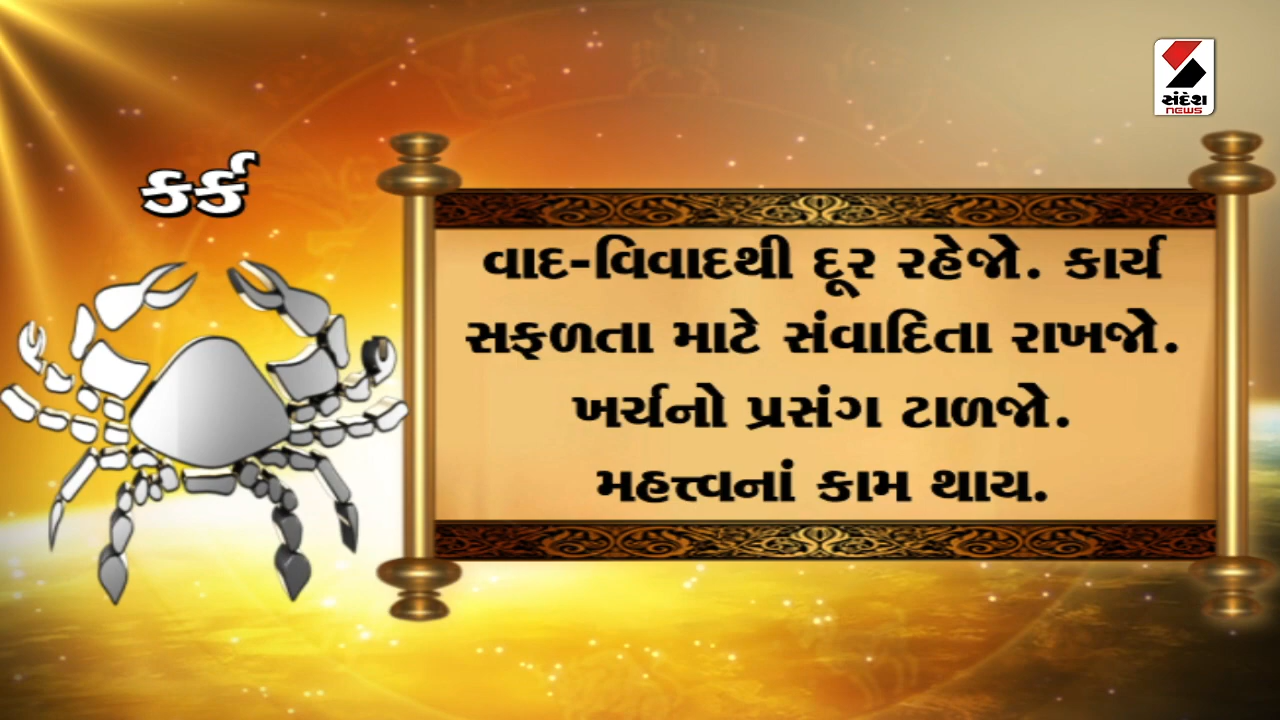 સંદેશ
NEWS
કર્ક
વાદ-વિવાદથી દૂર રહેજો. કાર્ય
સફળતા માટે સંવાદિતા રાખજો.
ખર્ચનો પ્રસંગ ટાળજો.
મહત્ત્વનાં કામ થાય.